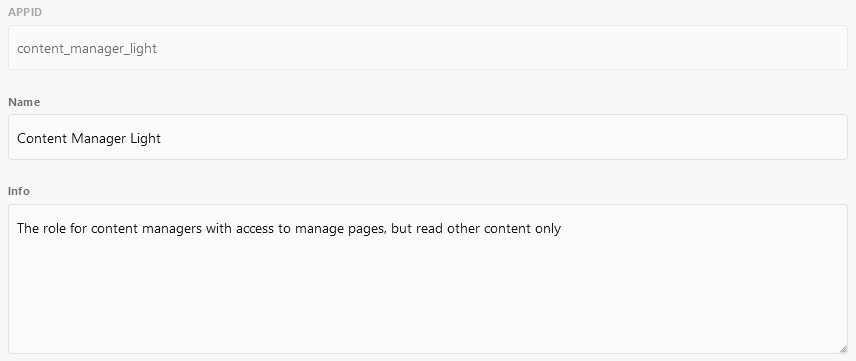 APPID
content_manager_light
Name
Content Manager Light
Info
The role for content managers with access to manage pages, but read other content only